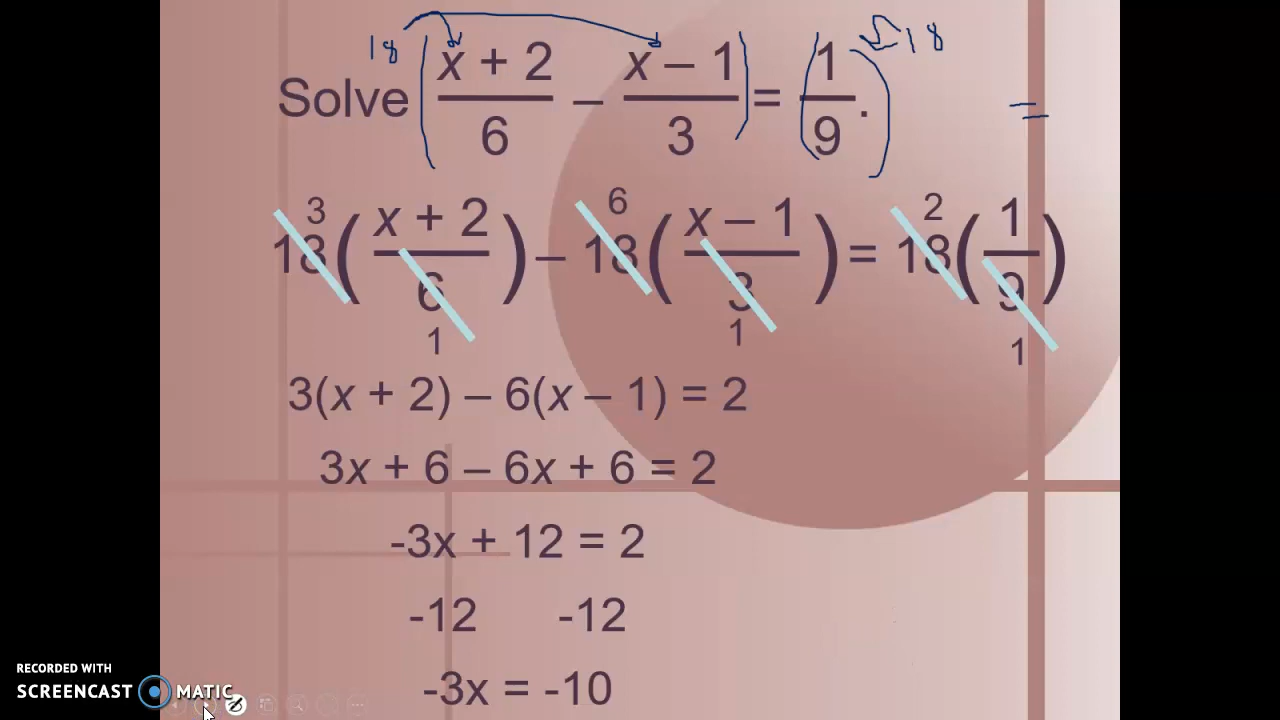 18 18
Solve (x + 2)/6 – (x – 1)/3 = (1/9).
=
3 6 2
18((x + 2)/6) – 18((x – 1)/3) = 18(1/9)
1 1 1
3(x + 2) – 6(x – 1) = 2
3x + 6 – 6x + 6 = 2
-3x + 12 = 2
-12 -12
-3x = -10
RECORDED WITH
SCREENCAST MATIC